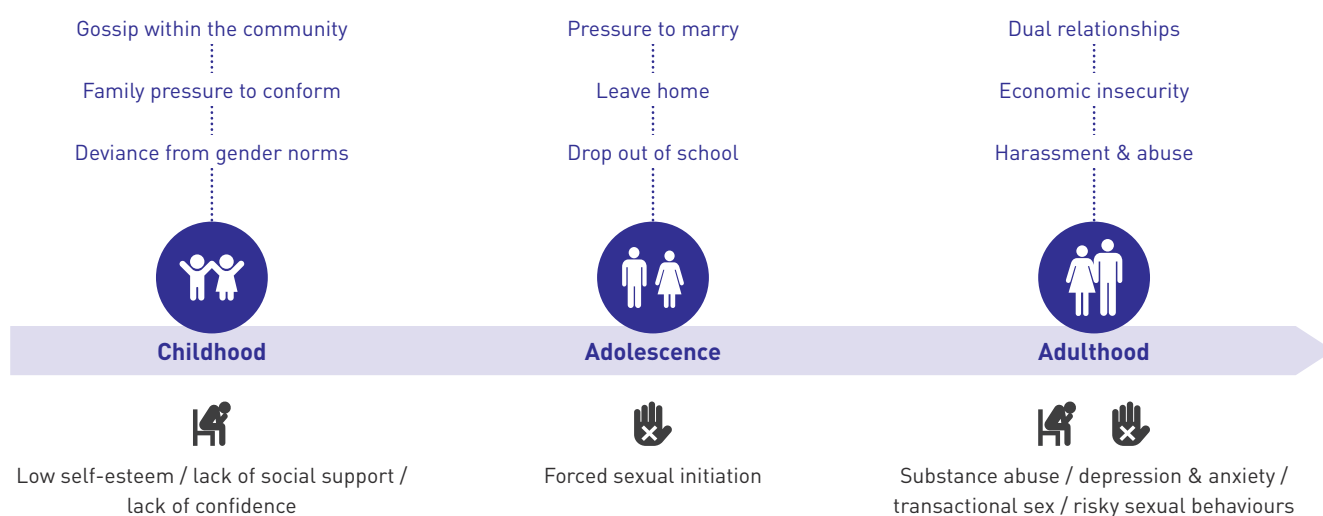 Gossip within the community
Family pressure to conform
Deviance from gender norms
Pressure to marry
Leave home
Drop out of school
Dual relationships
Economic insecurity
Harassment & abuse
Childhood
Adolescence
Adulthood
Low self-esteem / lack of social support /
lack of confidence
Forced sexual initiation
Substance abuse / depression & anxiety /
transactional sex / risky sexual behaviours